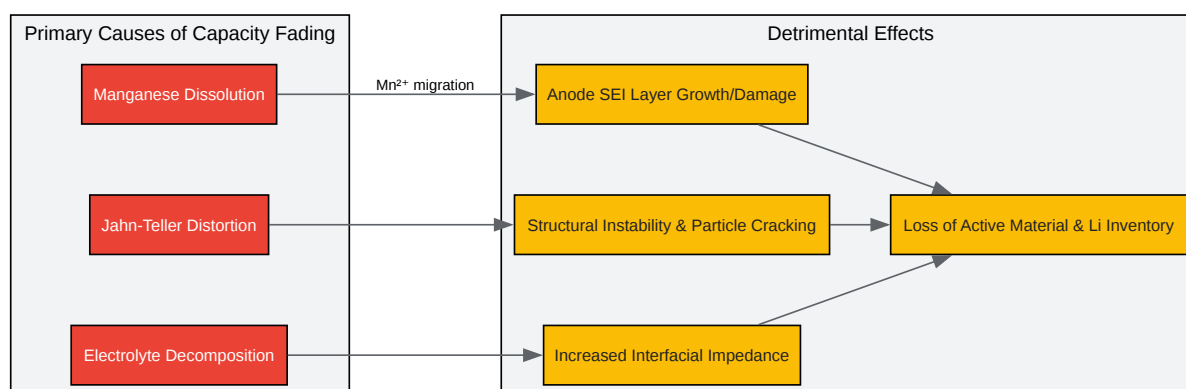 Primary Causes of Capacity Fading
Detrimental Effects
Manganese Dissolution
Mn²⁺ migration
Anode SEI Layer Growth/Damage
Jahn-Teller Distortion
Structural Instability & Particle Cracking
Loss of Active Material & Li Inventory
Electrolyte Decomposition
Increased Interfacial Impedance